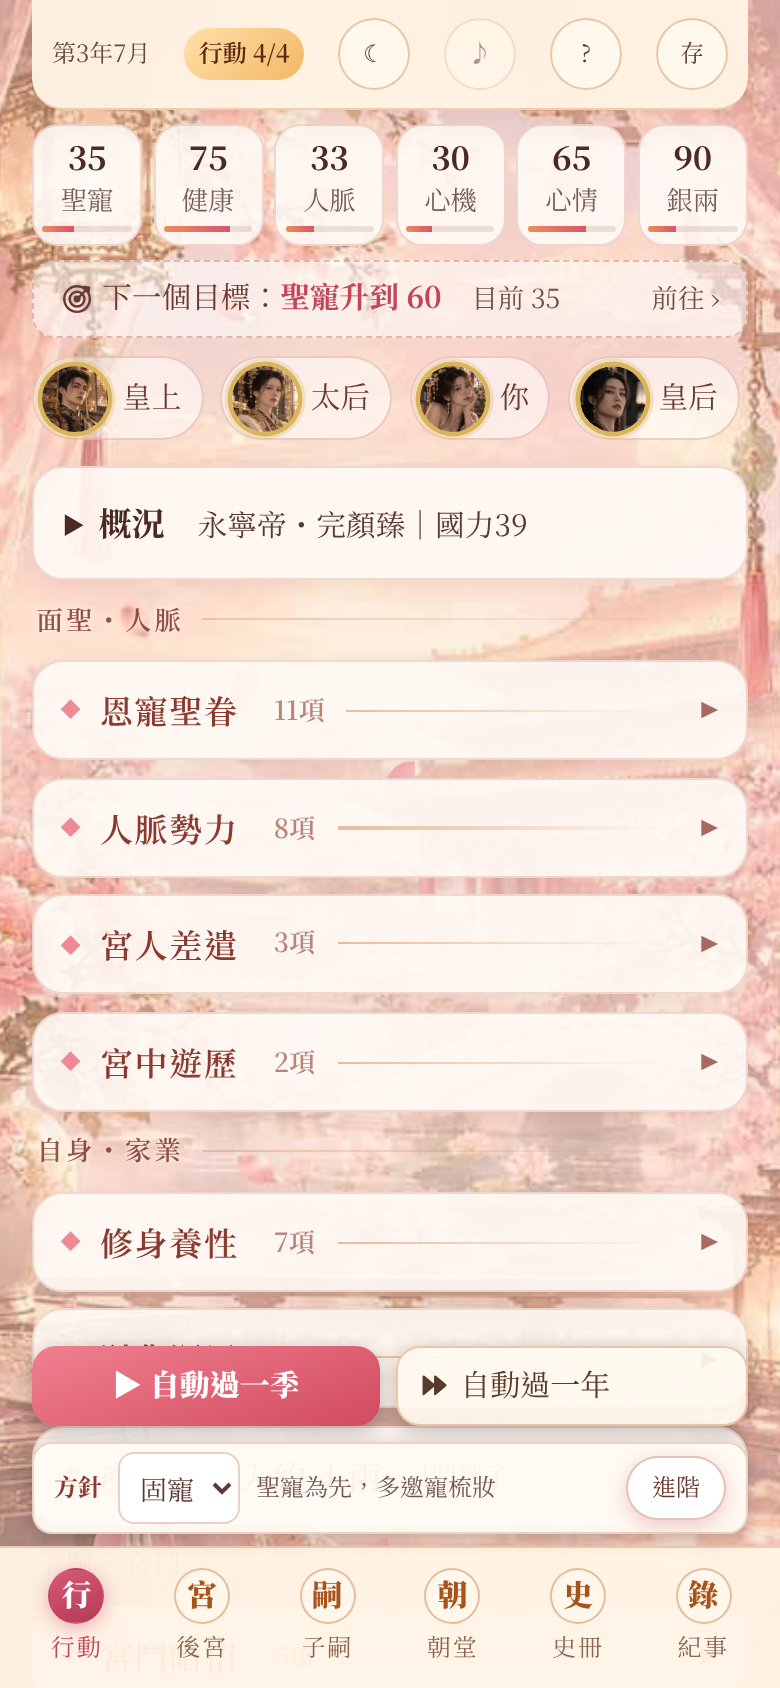 第3年7月 行動 4/4 ☾ ♪ ? 存
35 75 33 30 65 90
聖寵 健康 人脈 心機 心情 銀兩
下一個目標：聖寵升到 60 目前 35 前往 ›
皇上 太后 你 皇后
▶ 概況 永寧帝・完顏臻｜國力39
面聖・人脈
◆ 恩寵聖眷 11項 ▶
◆ 人脈勢力 8項 ▶
◆ 宮人差遣 3項 ▶
◆ 宮中遊歷 2項 ▶
自身・家業
◆ 修身養性 7項 ▶
▶ 自動過一季 自動過一年
方針 固寵 聖寵為先，多邀寵梳妝 進階
行 宮 嗣 朝 史 錄
行動 後宮 子嗣 朝堂 史冊 紀事